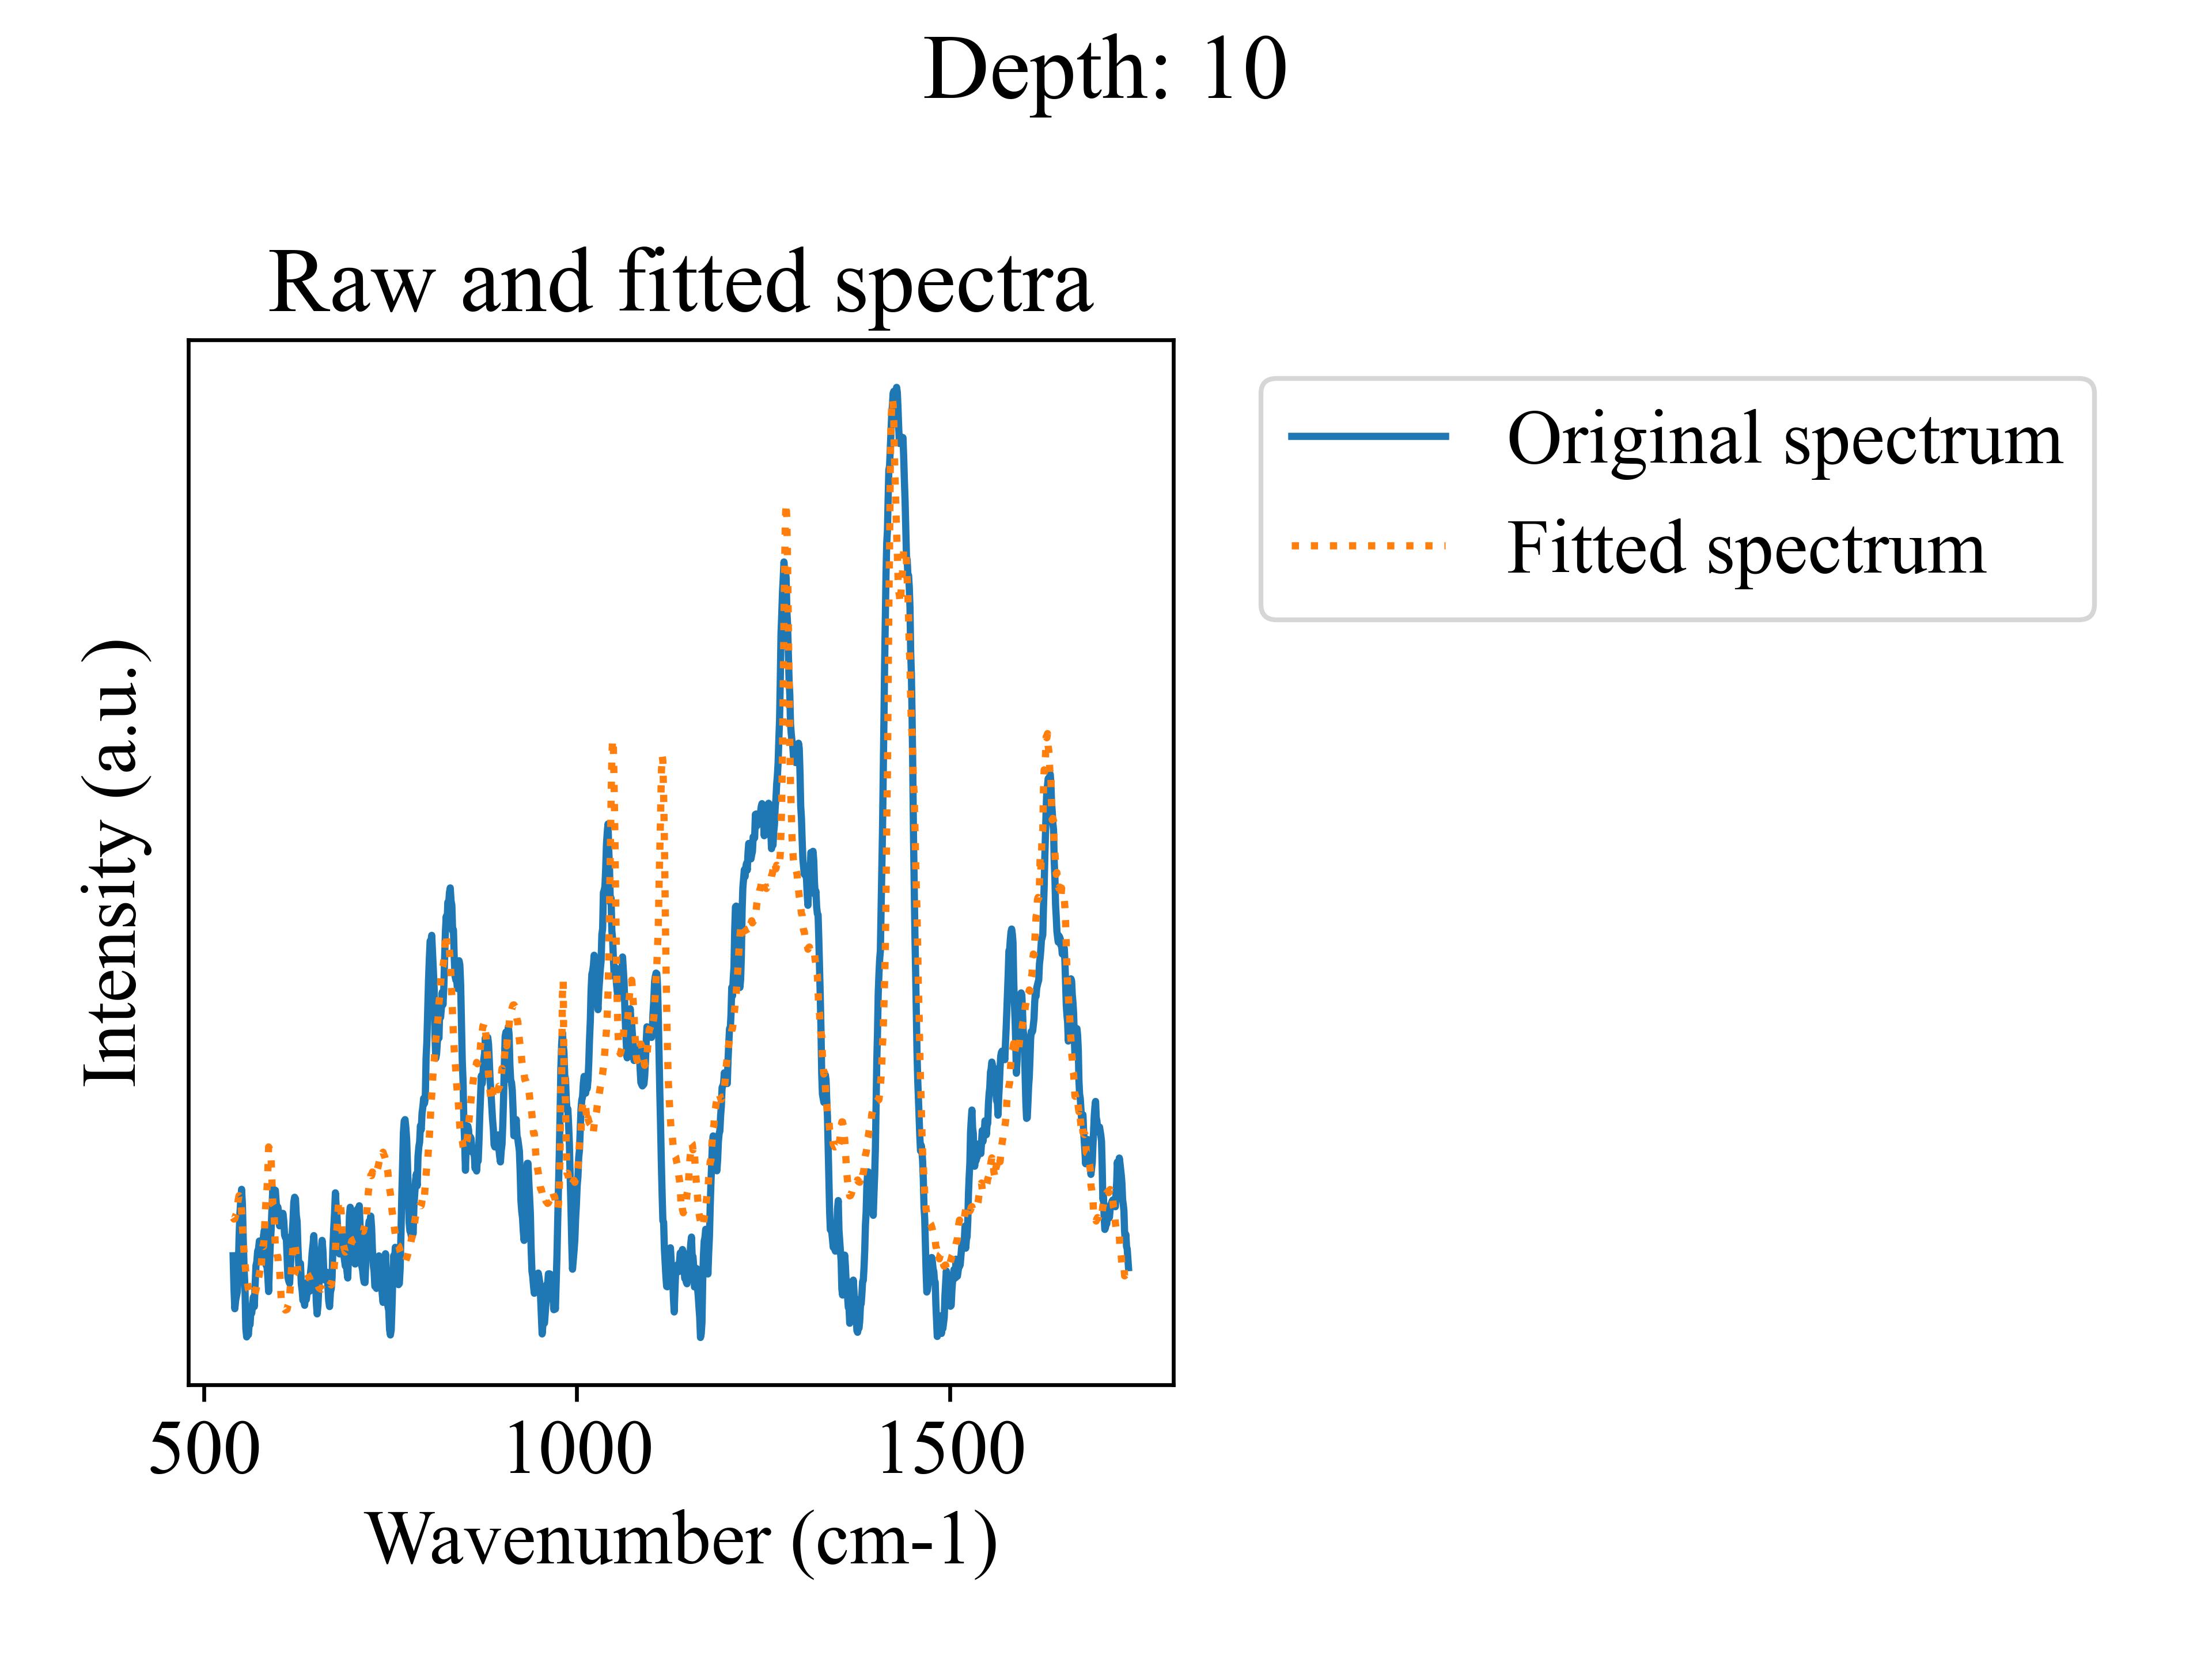 Depth: 10
Raw and fitted spectra
Original spectrum
Fitted spectrum
Intensity (a.u.)
500 1000 1500
Wavenumber (cm-1)